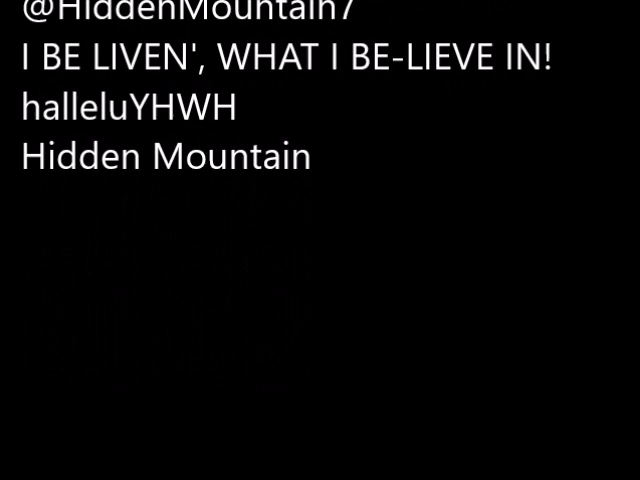 @HiddenMountain7
I BE LIVEN', WHAT I BE-LIEVE IN!
halleluYHWH
Hidden Mountain